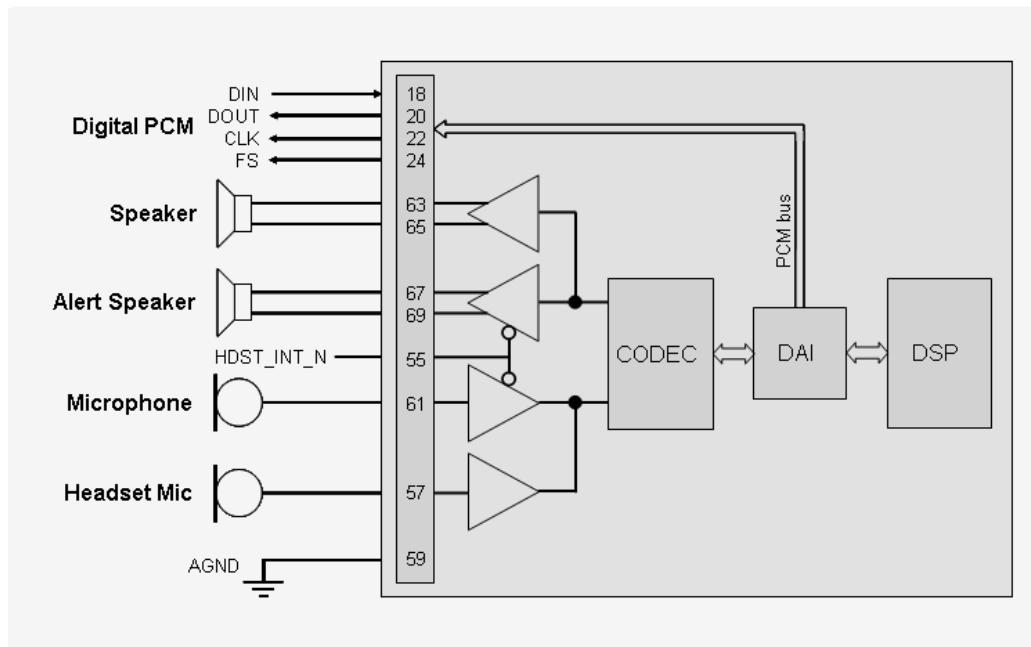 DIN
18
DOUT
20
Digital PCM
CLK
22
FS
24
PCM bus
Speaker
63
65
Alert Speaker
67
69
HDST_INT_N
55
CODEC
DAI
DSP
Microphone
61
Headset Mic
57
AGND
59